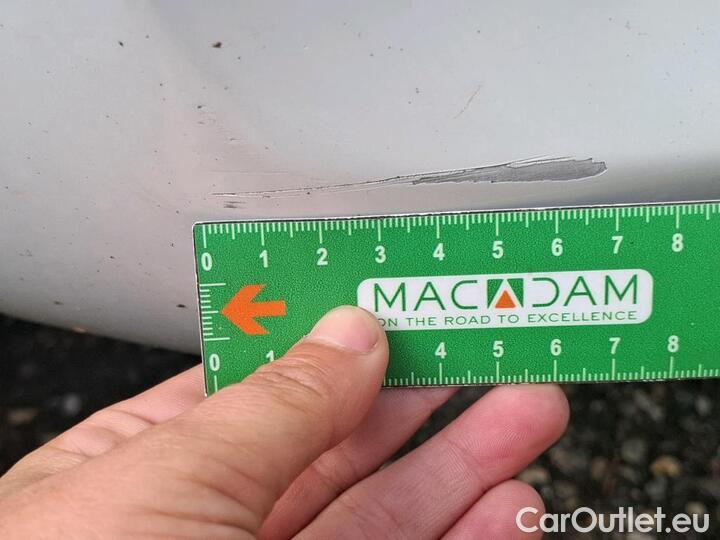 0 1 2 3 4 5 6 7 8
MACADAM
ON THE ROAD TO EXCELLENCE
0 1 4 5 6 7 8
CarOutlet.eu